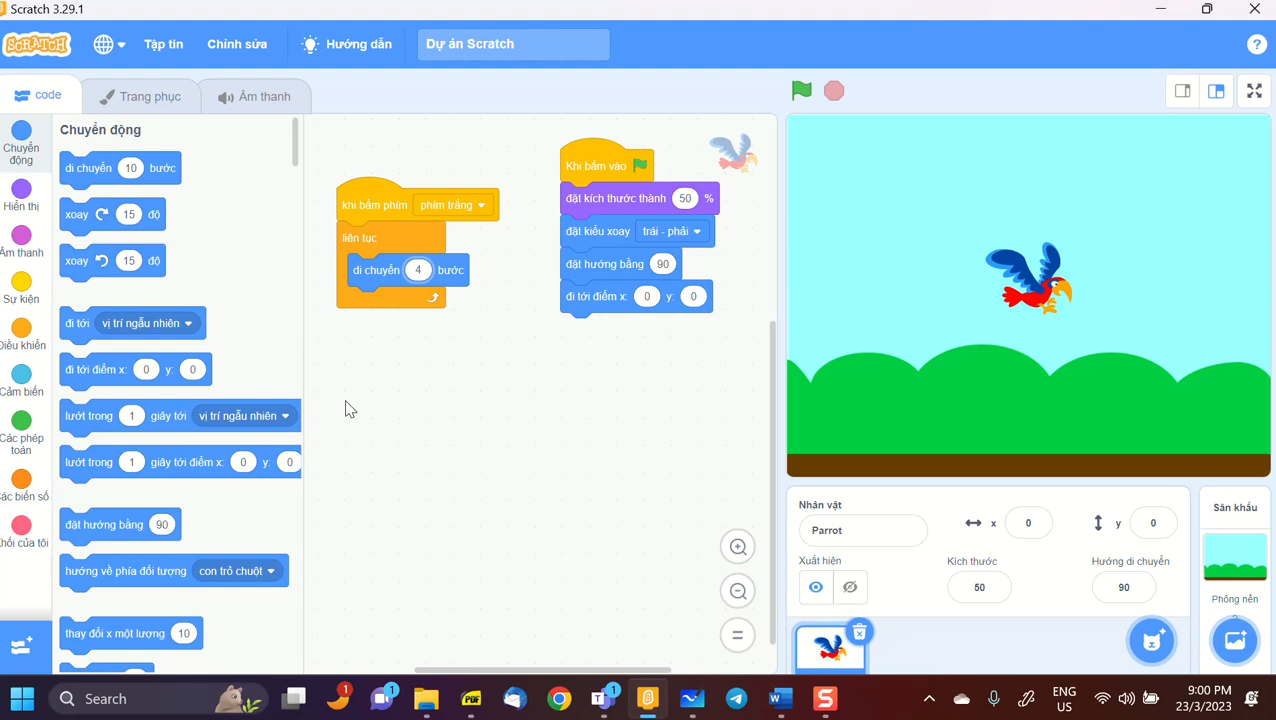 Scratch 3.29.1
SCRATCH
Tập tin
Chỉnh sửa
Hướng dẫn
Dự án Scratch
?
code
Trang phục
Âm thanh
Chuyển động
Hiển thị
Âm thanh
Sự kiện
Điều khiển
Cảm biến
Các phép toán
Các biến số
Khối của tôi
Chuyển động
di chuyển 10 bước
xoay 15 độ
xoay 15 độ
đi tới vị trí ngẫu nhiên
đi tới điểm x: 0 y: 0
lướt trong 1 giây tới vị trí ngẫu nhiên
lướt trong 1 giây tới điểm x: 0 y: 0
đặt hướng bằng 90
hướng về phía đối tượng con trỏ chuột
thay đổi x một lượng 10
khi bấm phím phím trắng
liên tục
di chuyển 4 bước
Khi bấm vào
đặt kích thước thành 50 %
đặt kiểu xoay trái - phải
đặt hướng bằng 90
đi tới điểm x: 0 y: 0
Nhân vật
Parrot
x 0
y 0
Xuất hiện
Kích thước
50
Hướng di chuyển
90
Sân khấu
Phông nền
Search
1
1
PDF
1
ENG
US
9:00 PM
23/3/2023